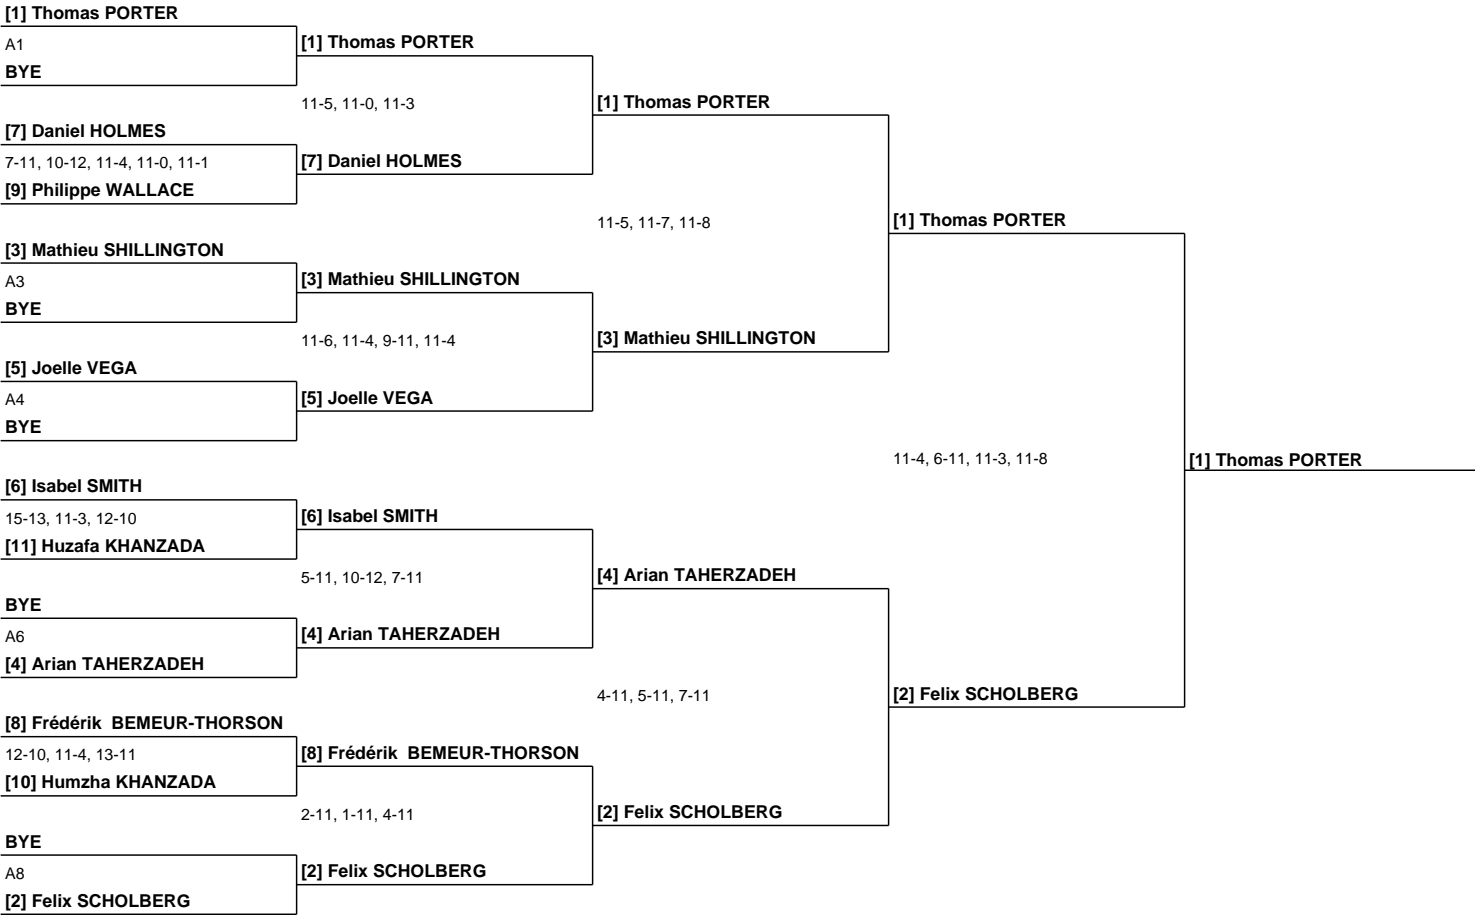 [1] Thomas PORTER
A1
BYE
[7] Daniel HOLMES
7-11, 10-12, 11-4, 11-0, 11-1
[9] Philippe WALLACE
[3] Mathieu SHILLINGTON
A3
BYE
[5] Joelle VEGA
A4
BYE
[6] Isabel SMITH
15-13, 11-3, 12-10
[11] Huzafa KHANZADA
BYE
A6
[4] Arian TAHERZADEH
[8] Frédérik  BEMEUR-THORSON
12-10, 11-4, 13-11
[10] Humzha KHANZADA
BYE
A8
[2] Felix SCHOLBERG
[1] Thomas PORTER
11-5, 11-0, 11-3
[7] Daniel HOLMES
[3] Mathieu SHILLINGTON
11-6, 11-4, 9-11, 11-4
[5] Joelle VEGA
[6] Isabel SMITH
5-11, 10-12, 7-11
[4] Arian TAHERZADEH
[8] Frédérik  BEMEUR-THORSON
2-11, 1-11, 4-11
[2] Felix SCHOLBERG
[1] Thomas PORTER
11-5, 11-7, 11-8
[3] Mathieu SHILLINGTON
[4] Arian TAHERZADEH
4-11, 5-11, 7-11
[2] Felix SCHOLBERG
[1] Thomas PORTER
11-4, 6-11, 11-3, 11-8
[2] Felix SCHOLBERG
[1] Thomas PORTER